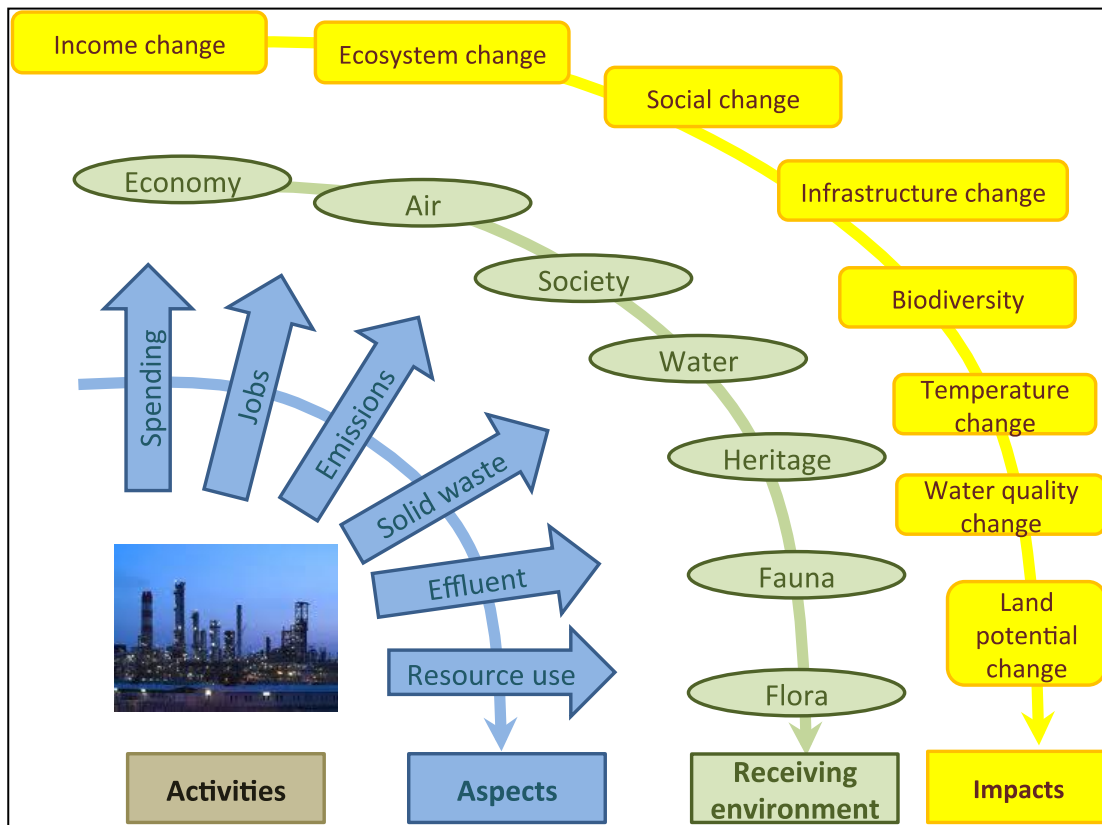 Income change
Ecosystem change
Social change
Infrastructure change
Biodiversity
Temperature
change
Water quality
change
Land
potential
change
Economy
Air
Society
Water
Heritage
Fauna
Flora
Spending
Jobs
Emissions
Solid waste
Effluent
Resource use
Activities
Aspects
Receiving
environment
Impacts